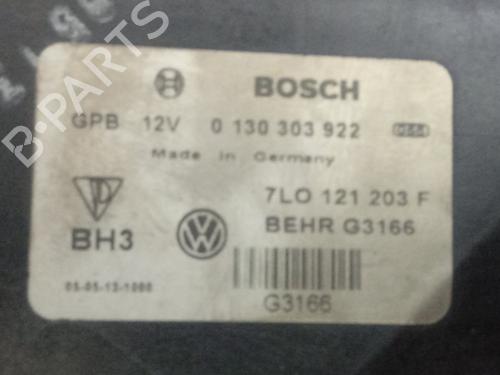 B-PARTS
BOSCH
GPB 12V 0 130 303 922
Made in Germany
7LO 121 203 F
BH3
BEHR G3166
05-05-13-1000
G3166